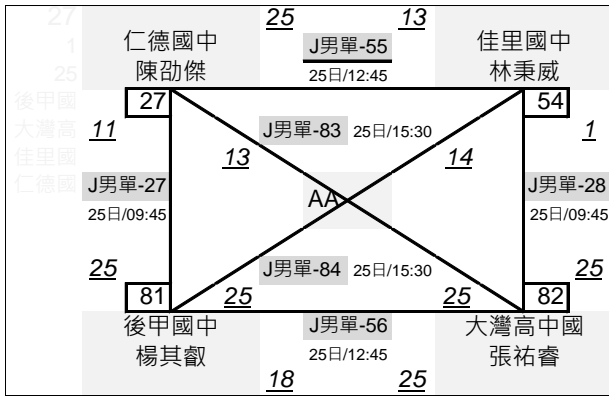 27
1
25
後甲國
大灣高
佳里國
仁德國
25
13
仁德國中
陳劭傑
J男單-55
25日/12:45
佳里國中
林秉威
27
54
11
J男單-83 25日/15:30
1
13
14
J男單-27
25日/09:45
AA
J男單-28
25日/09:45
25
J男單-84 25日/15:30
25
81
25
25
82
後甲國中
楊其叡
J男單-56
25日/12:45
大灣高中國
張祐睿
18
25